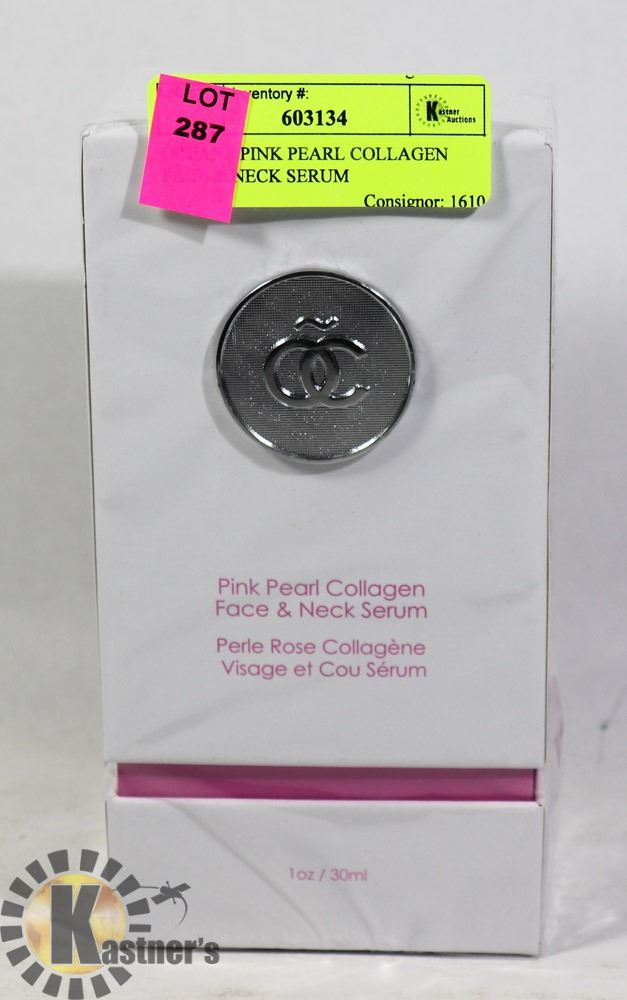 LOT
287
ventory #:
603134
Kastner
Auctions
PINK PEARL COLLAGEN
NECK SERUM
Consignor: 1610
õc
Pink Pearl Collagen
Face & Neck Serum
Perle Rose Collagène
Visage et Cou Sérum
1oz / 30ml
Kastner's